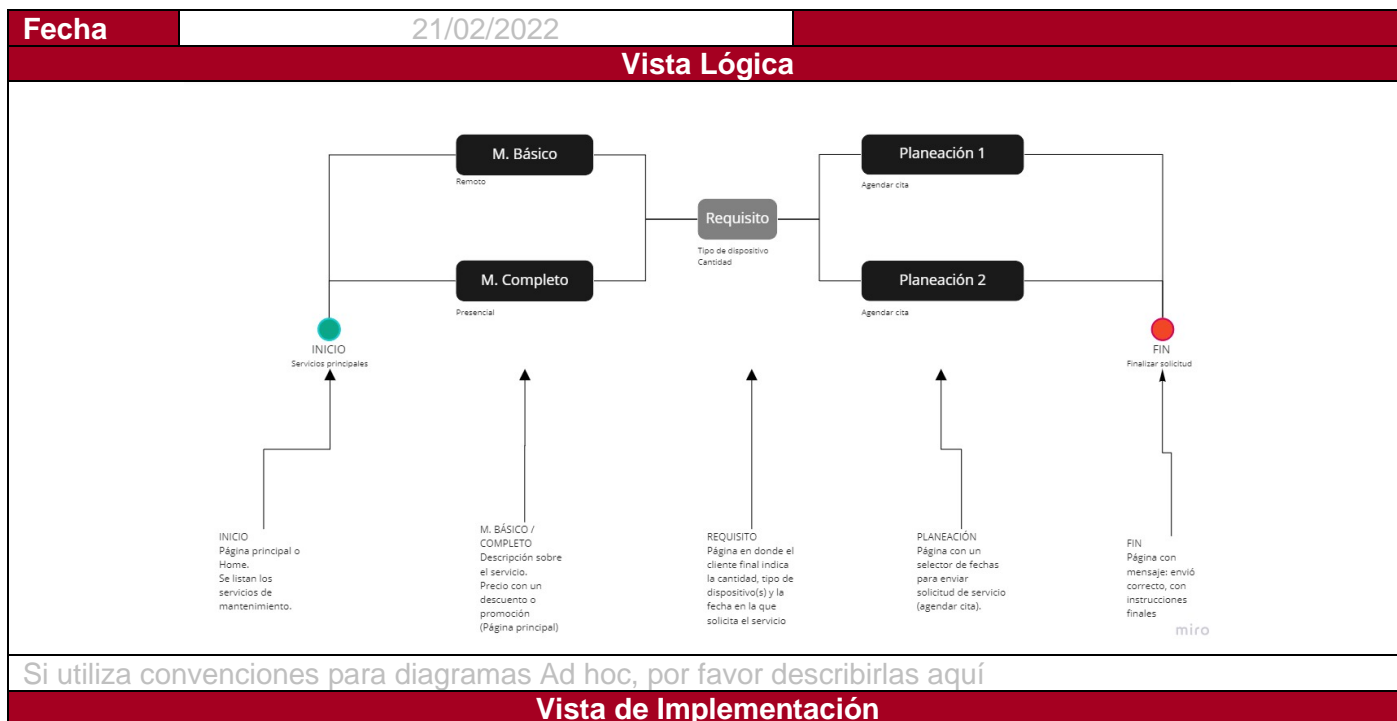 Fecha
21/02/2022
Vista Lógica
M. Básico
Remoto
M. Completo
Presencial
INICIO
Servicios principales
Requisito
Tipo de dispositivo
Cantidad
Planeación 1
Agendar cita
Planeación 2
Agendar cita
FIN
Finalizar solicitud
INICIO
Página principal o
Home.
Se listan los
servicios de
mantenimiento.
M. BÁSICO /
COMPLETO
Descripción sobre
el servicio.
Precio con un
descuento o
promoción
(Página principal)
REQUISITO
Página en donde el
cliente final indica
la cantidad, tipo de
dispositivo(s) y la
fecha en la que
solicita el servicio
PLANEACIÓN
Página con un
selector de fechas
para enviar
solicitud de servicio
(agendar cita).
FIN
Página con
mensaje: envió
correcto, con
instrucciones
finales
miro
Si utiliza convenciones para diagramas Ad hoc, por favor describirlas aquí
Vista de Implementación